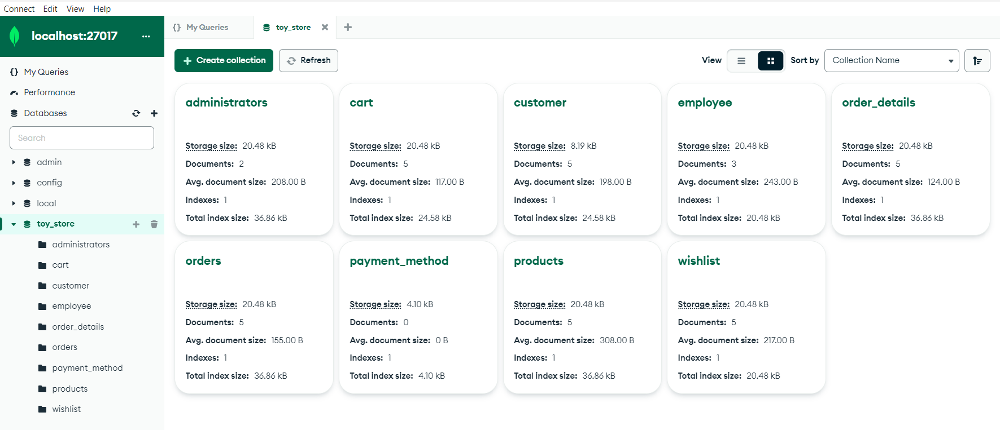 Connect Edit View Help
localhost:27017 ...
My Queries
Performance
Databases
Search
admin
config
local
toy_store
administrators
cart
customer
employee
order_details
orders
payment_method
products
wishlist
{} My Queries
toy_store
Create collection
Refresh
View
Sort by
Collection Name
administrators
Storage size: 20.48 kB
Documents: 2
Avg. document size: 208.00 B
Indexes: 1
Total index size: 36.86 kB
cart
Storage size: 20.48 kB
Documents: 5
Avg. document size: 117.00 B
Indexes: 1
Total index size: 24.58 kB
customer
Storage size: 8.19 kB
Documents: 5
Avg. document size: 198.00 B
Indexes: 1
Total index size: 24.58 kB
employee
Storage size: 20.48 kB
Documents: 3
Avg. document size: 243.00 B
Indexes: 1
Total index size: 20.48 kB
order_details
Storage size: 20.48 kB
Documents: 5
Avg. document size: 124.00 B
Indexes: 1
Total index size: 36.86 kB
orders
Storage size: 20.48 kB
Documents: 5
Avg. document size: 155.00 B
Indexes: 1
Total index size: 36.86 kB
payment_method
Storage size: 4.10 kB
Documents: 0
Avg. document size: 0 B
Indexes: 1
Total index size: 4.10 kB
products
Storage size: 20.48 kB
Documents: 5
Avg. document size: 308.00 B
Indexes: 1
Total index size: 36.86 kB
wishlist
Storage size: 20.48 kB
Documents: 5
Avg. document size: 217.00 B
Indexes: 1
Total index size: 20.48 kB